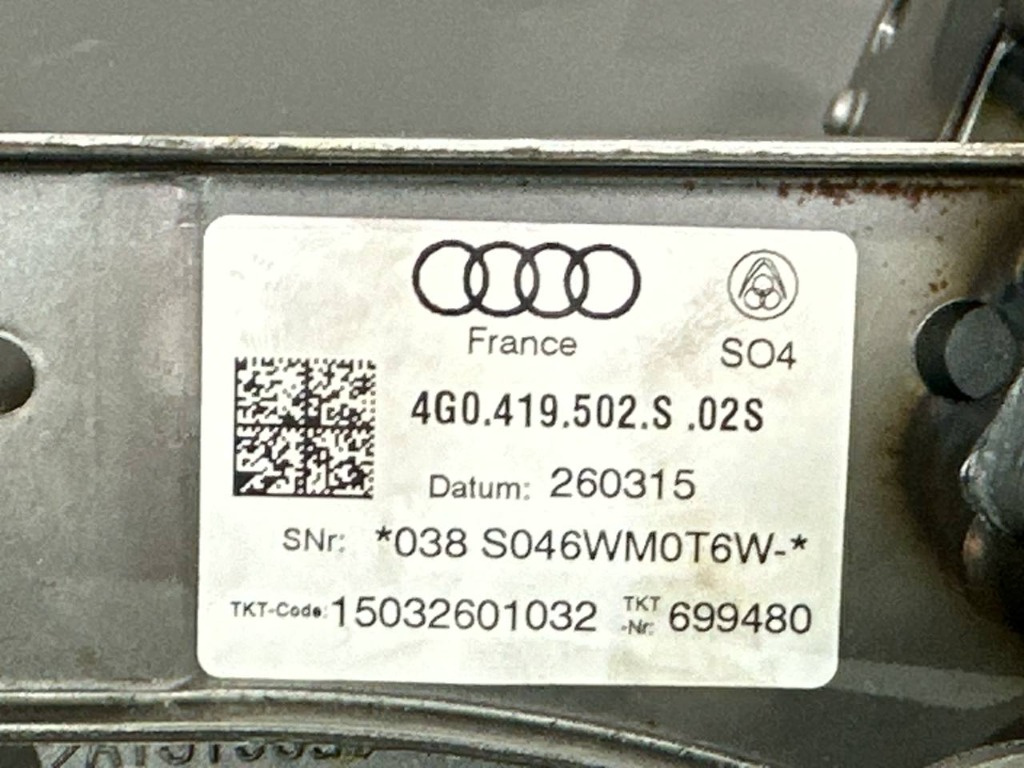 France
SO4
4G0.419.502.S .02S
Datum: 260315
SNr: *038 S046WM0T6W-*
TKT-Code: 15032601032 TKT -Nr: 699480